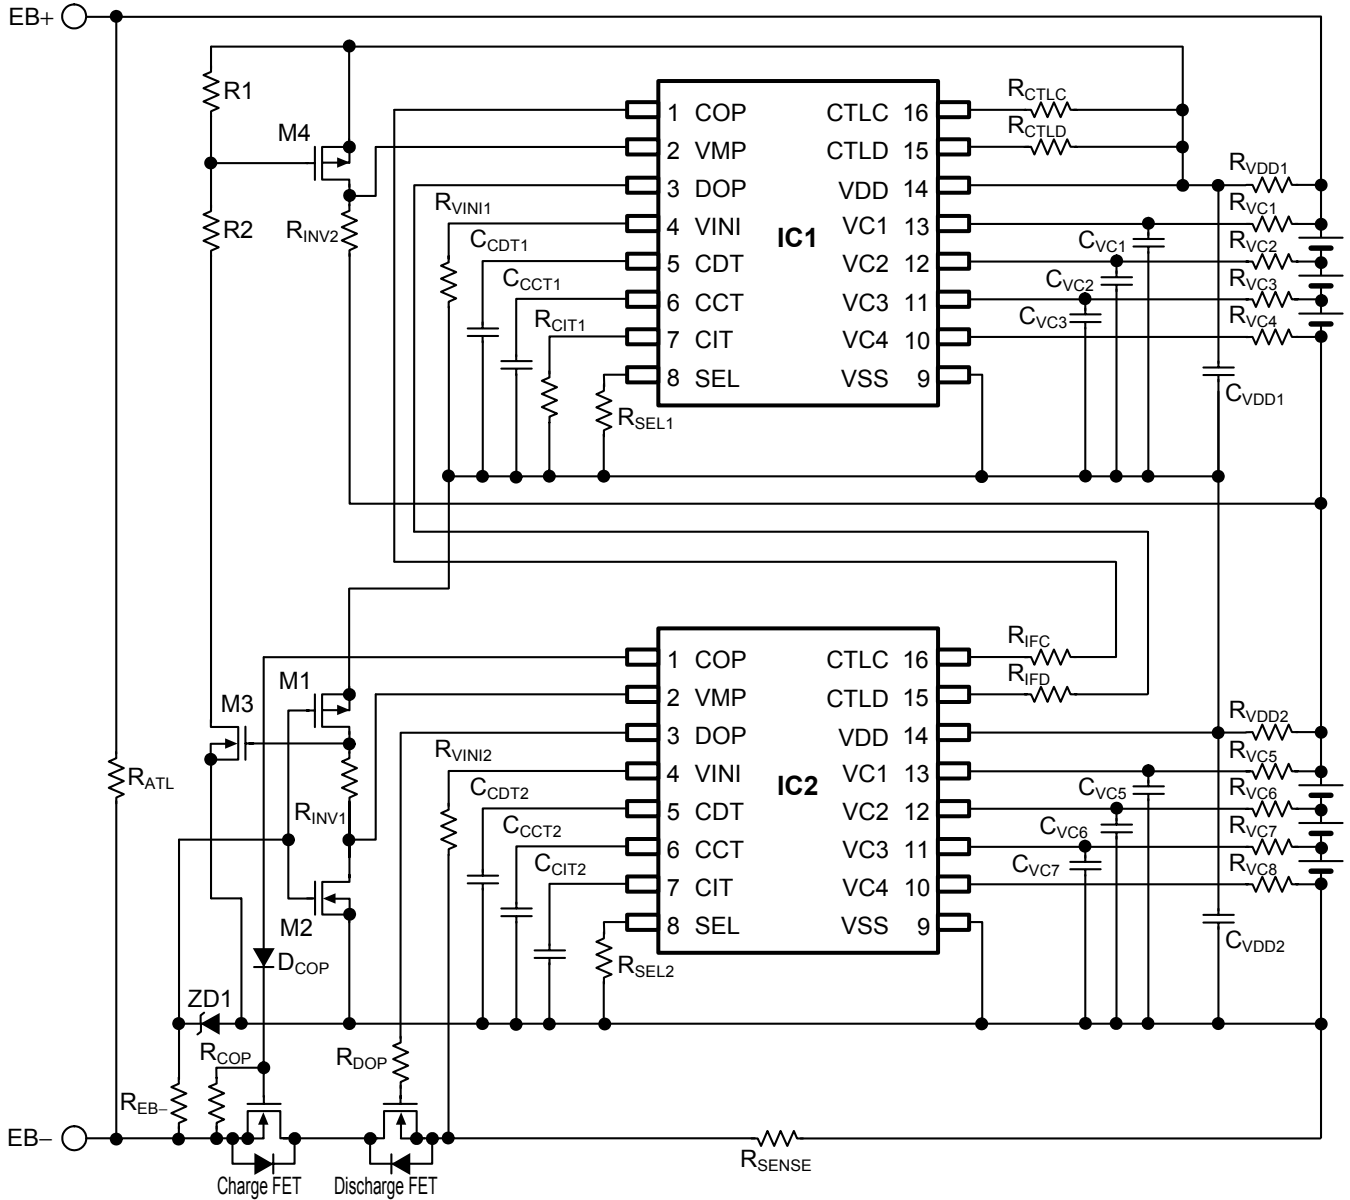 EB+
R1
M4
R2
RINV2
RVINI1
CCDT1
CCCT1
RCIT1
RSEL1
1 COP CTLC 16
2 VMP CTLD 15
3 DOP VDD 14
4 VINI VC1 13
IC1
5 CDT VC2 12
6 CCT VC3 11
7 CIT VC4 10
8 SEL VSS 9
RCTLC
RCTLD
RVDD1
RVC1
CVC1
RVC2
CVC2
RVC3
CVC3
RVC4
CVDD1
M1
M3
RATL
RINV1
M2
DCOP
ZD1
RVINI2
CCDT2
CCCT2
CCIT2
RSEL2
1 COP CTLC 16
2 VMP CTLD 15
3 DOP VDD 14
4 VINI VC1 13
IC2
5 CDT VC2 12
6 CCT VC3 11
7 CIT VC4 10
8 SEL VSS 9
RIFC
RIFD
RVDD2
RVC5
CVC5
RVC6
CVC6
RVC7
CVC7
RVC8
CVDD2
RCOP
RDOP
REB−
EB−
RSENSE
Charge FET
Discharge FET